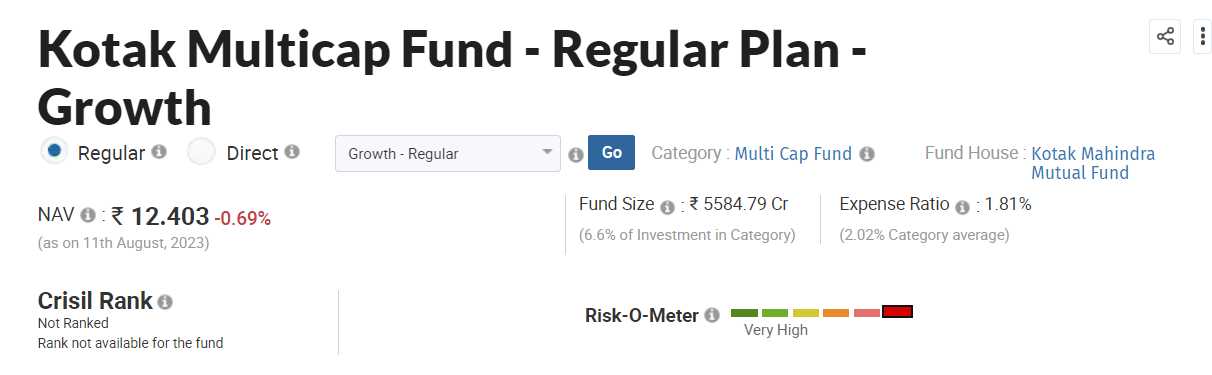 Kotak Multicap Fund - Regular Plan -
Growth
Regular Direct Growth - Regular Go Category : Multi Cap Fund Fund House : Kotak Mahindra
Mutual Fund
NAV : ₹ 12.403 -0.69%
(as on 11th August, 2023)
Fund Size : ₹ 5584.79 Cr
(6.6% of Investment in Category)
Expense Ratio : 1.81%
(2.02% Category average)
Crisil Rank
Not Ranked
Rank not available for the fund
Risk-O-Meter
Very High